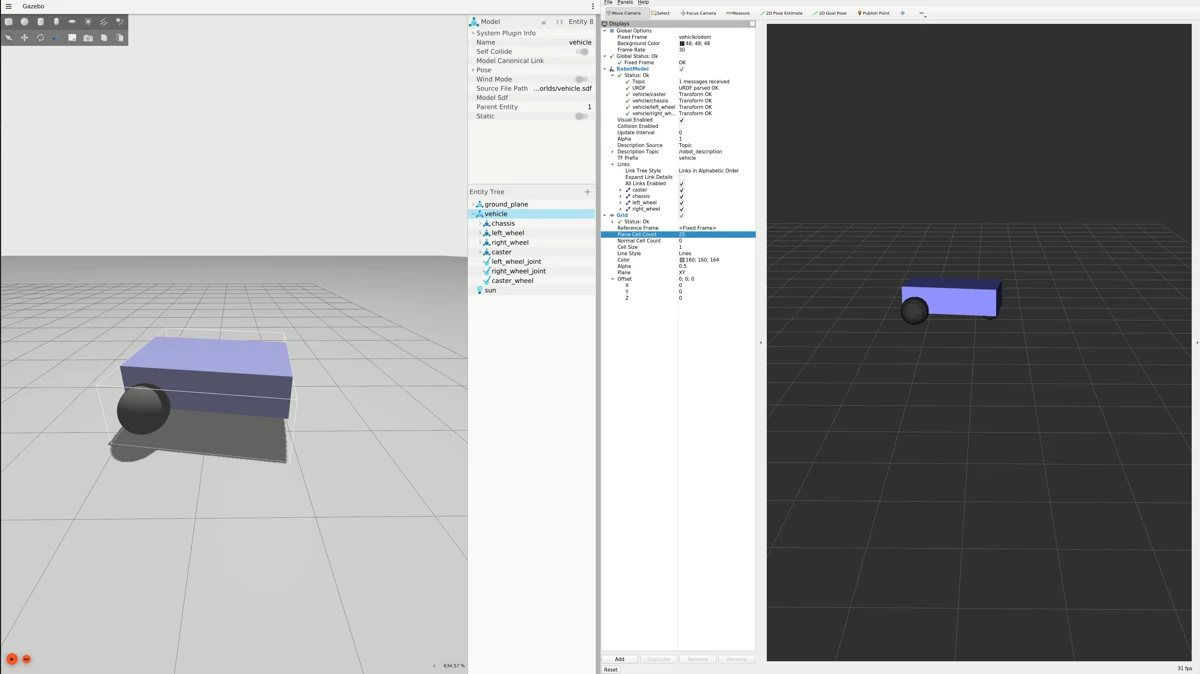 Gazebo
Model
Entity 8
System Plugin Info
Name vehicle
Self Collide
Model Canonical Link
Pose
Wind Mode
Source File Path ...orlds/vehicle.sdf
Model Sdf
Parent Entity 1
Static
Entity Tree
ground_plane
vehicle
chassis
left_wheel
right_wheel
caster
left_wheel_joint
right_wheel_joint
caster_wheel
sun
634.57 %
File Panels Help
Move Camera Select Focus Camera Measure 2D Pose Estimate 2D Goal Pose Publish Point
Displays
Global Options
Fixed Frame vehicle/odom
Background Color 48; 48; 48
Frame Rate 30
Global Status: Ok
Fixed Frame OK
RobotModel
Status: Ok
Topic 1 messages received
URDF URDF parsed OK
vehicle/caster Transform OK
vehicle/chassis Transform OK
vehicle/left_wheel Transform OK
vehicle/right_wh... Transform OK
Visual Enabled
Collision Enabled
Update Interval 0
Alpha 1
Description Source Topic
Description Topic /robot_description
TF Prefix vehicle
Links
Link Tree Style Links in Alphabetic Order
Expand Link Details
All Links Enabled
caster
chassis
left_wheel
right_wheel
Grid
Status: Ok
Reference Frame <Fixed Frame>
Plane Cell Count 25
Normal Cell Count 0
Cell Size 1
Line Style Lines
Color 160; 160; 164
Alpha 0.5
Plane XY
Offset 0; 0; 0
X 0
Y 0
Z 0
Add Duplicate Remove Rename
Reset
31 fps